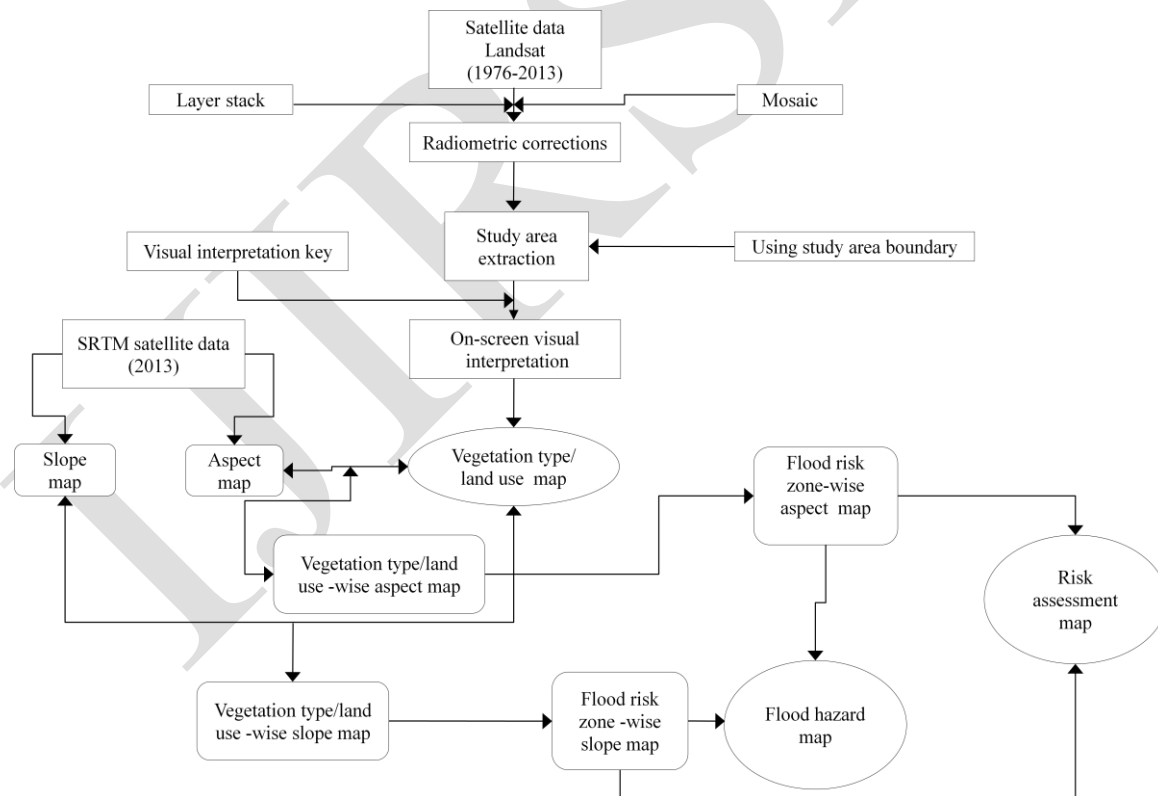 Satellite data
Landsat
(1976-2013)
Layer stack
Mosaic
Radiometric corrections
Study area
extraction
Visual interpretation key
Using study area boundary
On-screen visual
interpretation
SRTM satellite data
(2013)
Slope
map
Aspect
map
Vegetation type/
land use map
Flood risk
zone-wise
aspect map
Vegetation type/land
use -wise aspect map
Risk
assessment
map
Vegetation type/land
use -wise slope map
Flood risk
zone -wise
slope map
Flood hazard
map